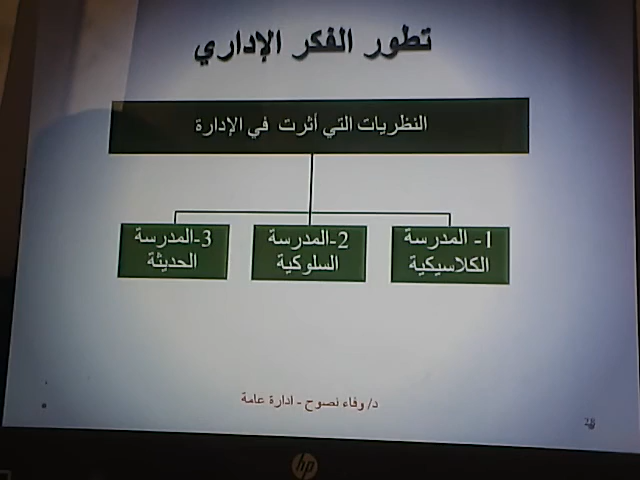 تطور الفكر الإداري
النظريات التي أثرت في الإدارة
1- المدرسة
الكلاسيكية
2-المدرسة
السلوكية
3-المدرسة
الحديثة
د/ وفاء نصوح - ادارة عامة
28
hp